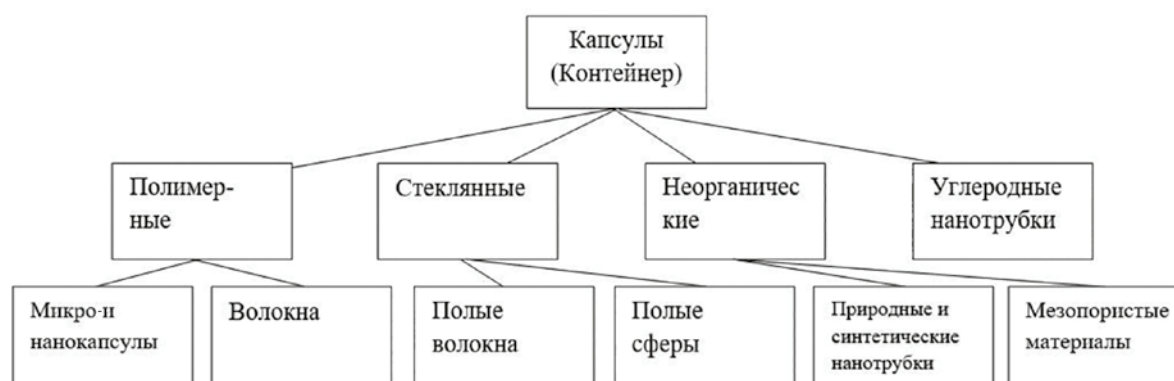 Капсулы
(Контейнер)
Полимер-
ные
Стеклянные
Неорганичес
кие
Углеродные
нанотрубки
Микро-и
нанокапсулы
Волокна
Полые
волокна
Полые
сферы
Природные и
синтетические
нанотрубки
Мезопористые
материалы